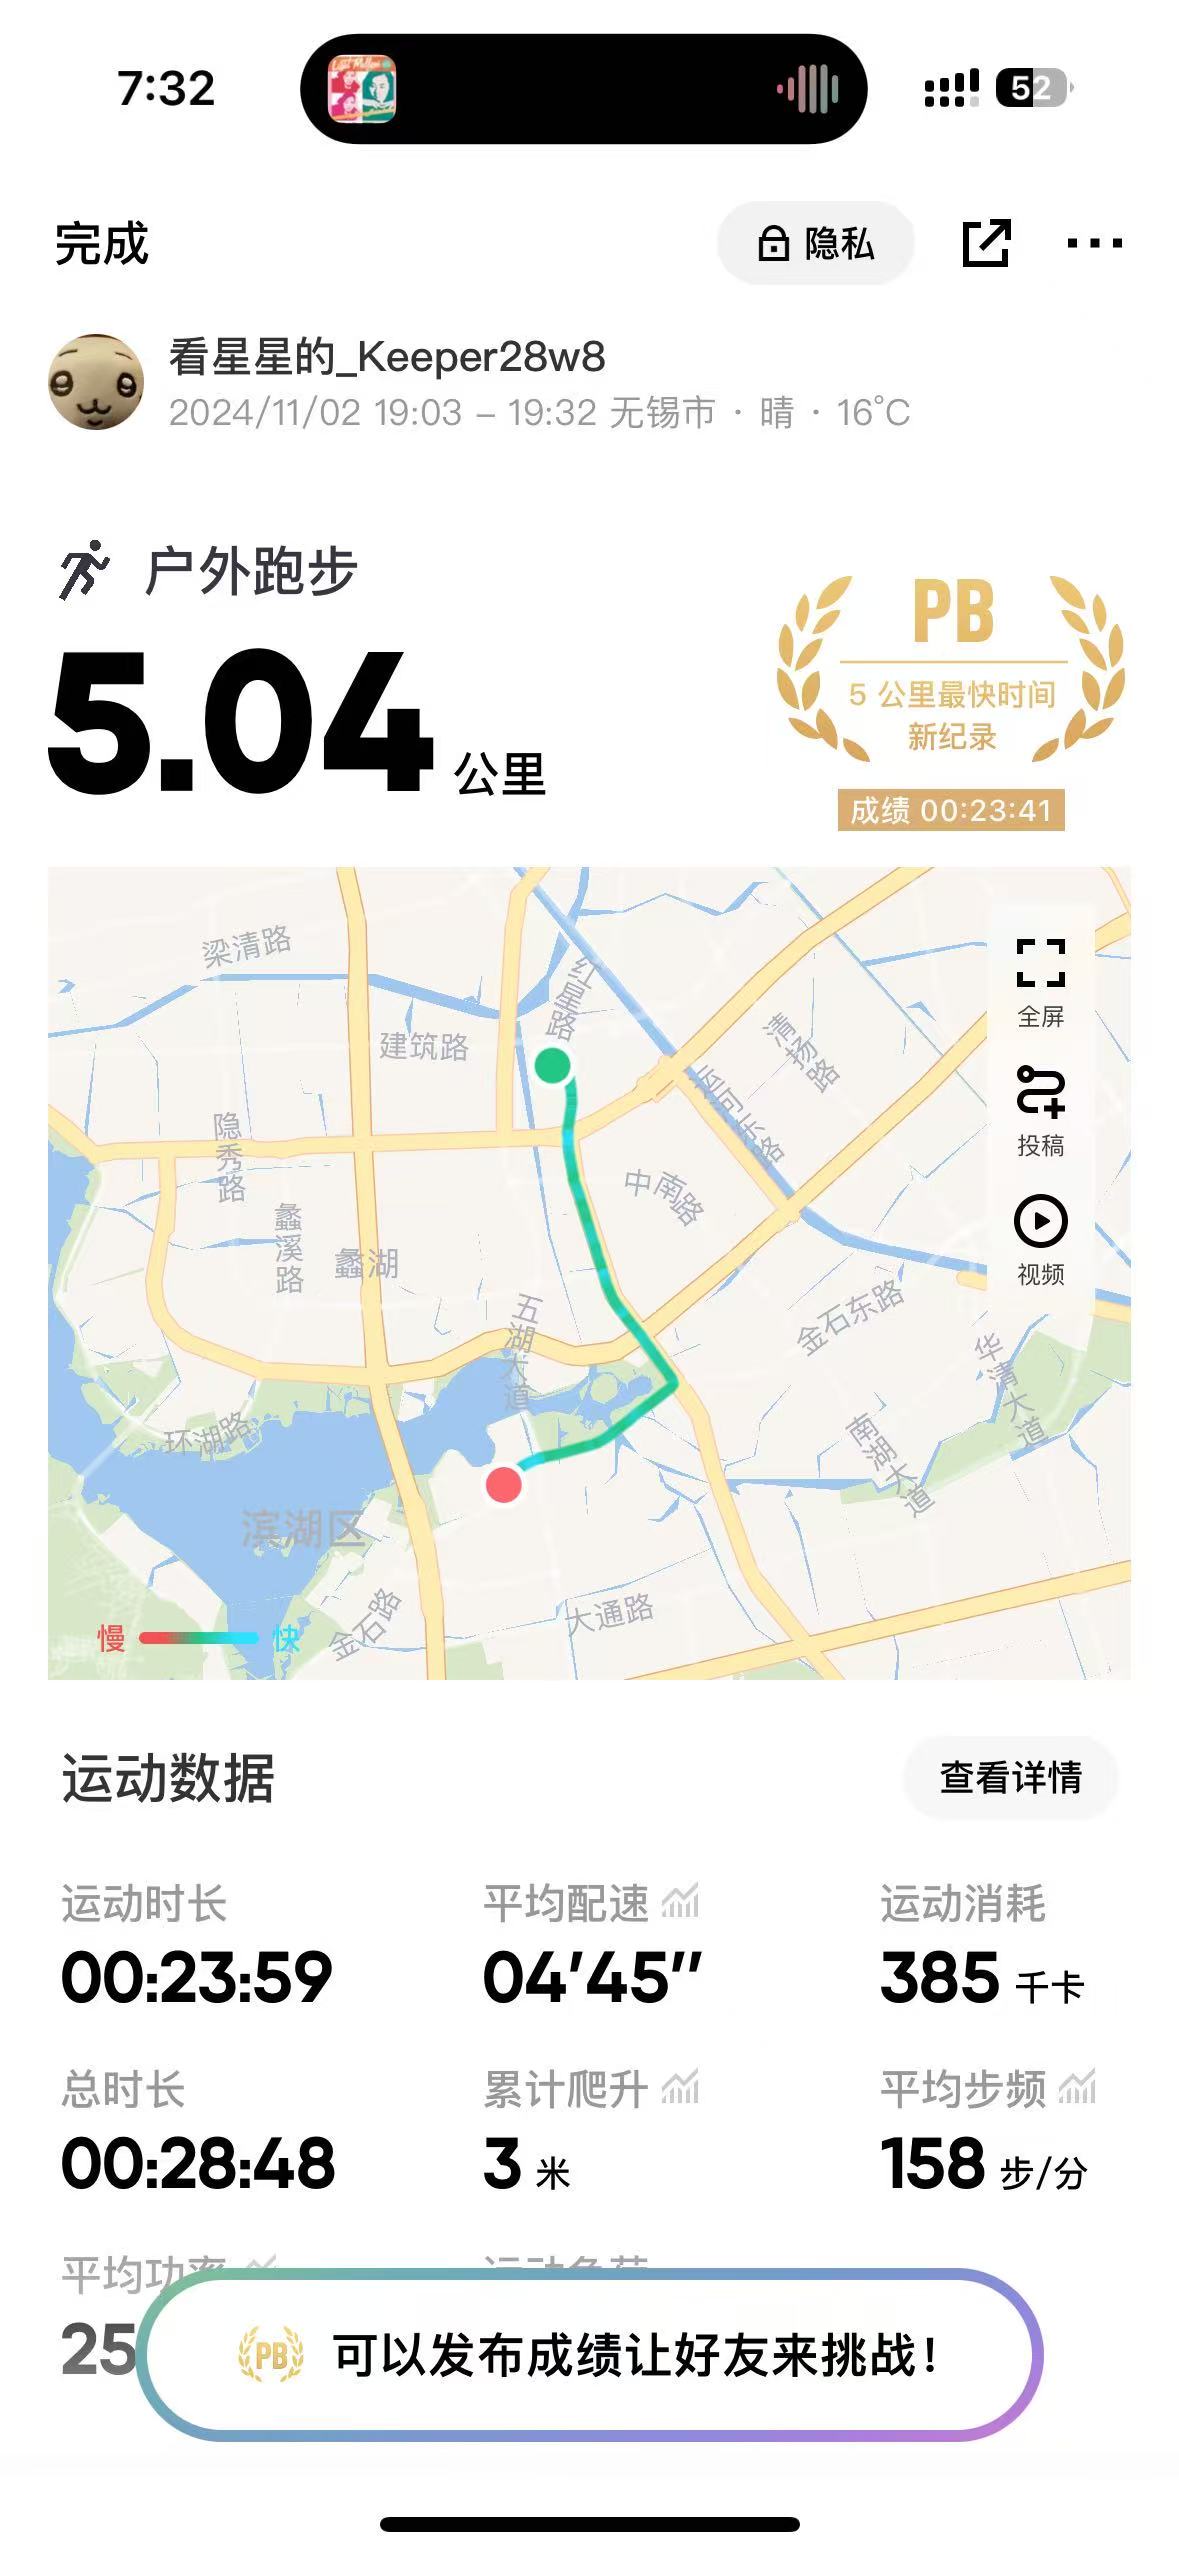 7:32
52
完成
隐私
看星星的_Keeper28w8
2024/11/02 19:03 – 19:32 无锡市 · 晴 · 16°C
户外跑步
5.04 公里
PB
5 公里最快时间
新纪录
成绩 00:23:41
梁清路
红星路
建筑路
清扬路
运河东路
隐秀路
中南路
蠡溪路
蠡湖
五湖大道
金石东路
华清大道
南湖大道
环湖路
滨湖区
金石路
大通路
全屏
投稿
视频
慢
快
运动数据
查看详情
运动时长
平均配速
运动消耗
00:23:59
04'45''
385 千卡
总时长
累计爬升
平均步频
00:28:48
3 米
158 步/分
平均功率
25
PB
可以发布成绩让好友来挑战!